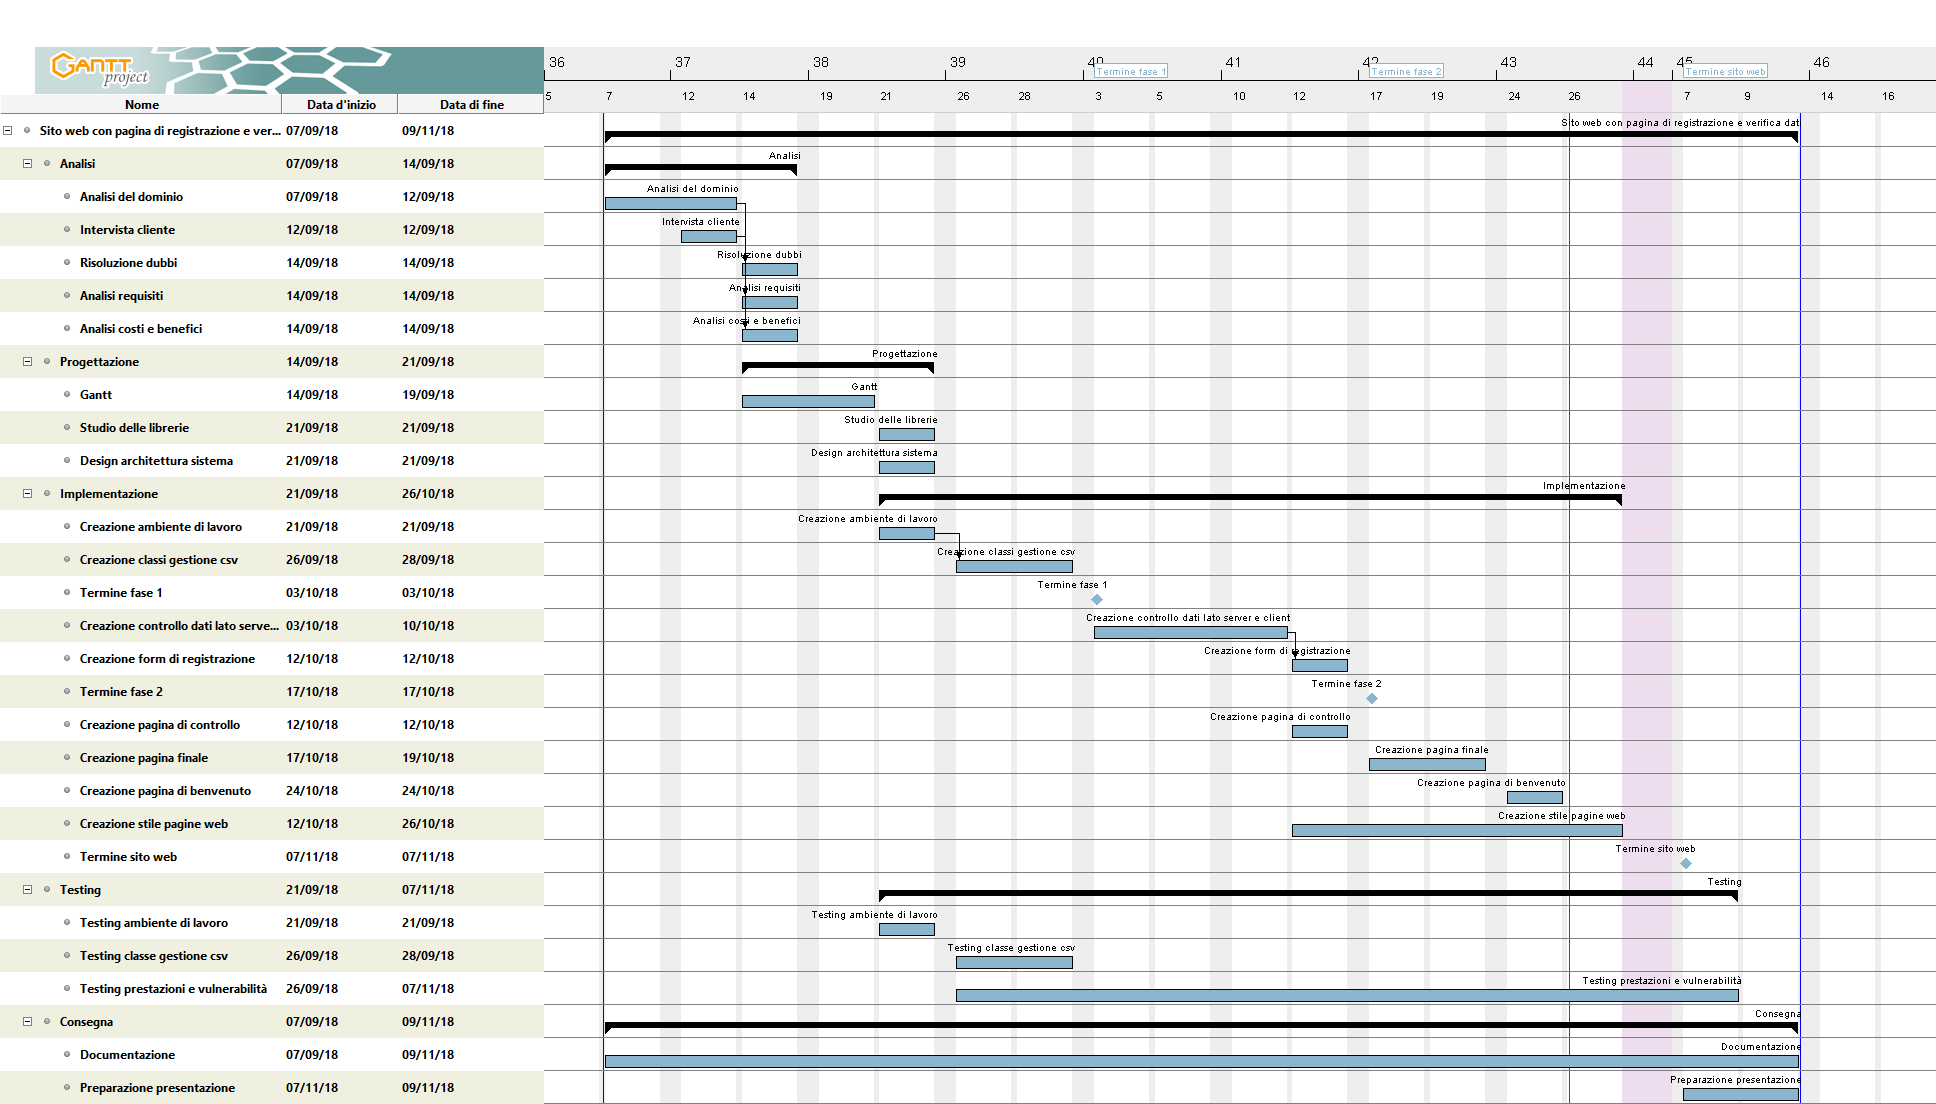 GANTT
project
36 37 38 39 40 41 42 43 44 45 46
Termine fase 1 Termine fase 2 Termine sito web
Nome Data d'inizio Data di fine
5 7 12 14 19 21 26 28 3 5 10 12 17 19 24 26 7 9 14 16
Sito web con pagina di registrazione e ver... 07/09/18 09/11/18 Sito web con pagina di registrazione e verifica dat
Analisi 07/09/18 14/09/18 Analisi
Analisi del dominio 07/09/18 12/09/18 Analisi del dominio
Intervista cliente 12/09/18 12/09/18 Intervista cliente
Risoluzione dubbi 14/09/18 14/09/18 Risoluzione dubbi
Analisi requisiti 14/09/18 14/09/18 Analisi requisiti
Analisi costi e benefici 14/09/18 14/09/18 Analisi costi e benefici
Progettazione 14/09/18 21/09/18 Progettazione
Gantt 14/09/18 19/09/18 Gantt
Studio delle librerie 21/09/18 21/09/18 Studio delle librerie
Design architettura sistema 21/09/18 21/09/18 Design architettura sistema
Implementazione 21/09/18 26/10/18 Implementazione
Creazione ambiente di lavoro 21/09/18 21/09/18 Creazione ambiente di lavoro
Creazione classi gestione csv 26/09/18 28/09/18 Creazione classi gestione csv
Termine fase 1 03/10/18 03/10/18 Termine fase 1
Creazione controllo dati lato serve... 03/10/18 10/10/18 Creazione controllo dati lato server e client
Creazione form di registrazione 12/10/18 12/10/18 Creazione form di registrazione
Termine fase 2 17/10/18 17/10/18 Termine fase 2
Creazione pagina di controllo 12/10/18 12/10/18 Creazione pagina di controllo
Creazione pagina finale 17/10/18 19/10/18 Creazione pagina finale
Creazione pagina di benvenuto 24/10/18 24/10/18 Creazione pagina di benvenuto
Creazione stile pagine web 12/10/18 26/10/18 Creazione stile pagine web
Termine sito web 07/11/18 07/11/18 Termine sito web
Testing 21/09/18 07/11/18 Testing
Testing ambiente di lavoro 21/09/18 21/09/18 Testing ambiente di lavoro
Testing classe gestione csv 26/09/18 28/09/18 Testing classe gestione csv
Testing prestazioni e vulnerabilità 26/09/18 07/11/18 Testing prestazioni e vulnerabilità
Consegna 07/09/18 09/11/18 Consegna
Documentazione 07/09/18 09/11/18 Documentazione
Preparazione presentazione 07/11/18 09/11/18 Preparazione presentazione